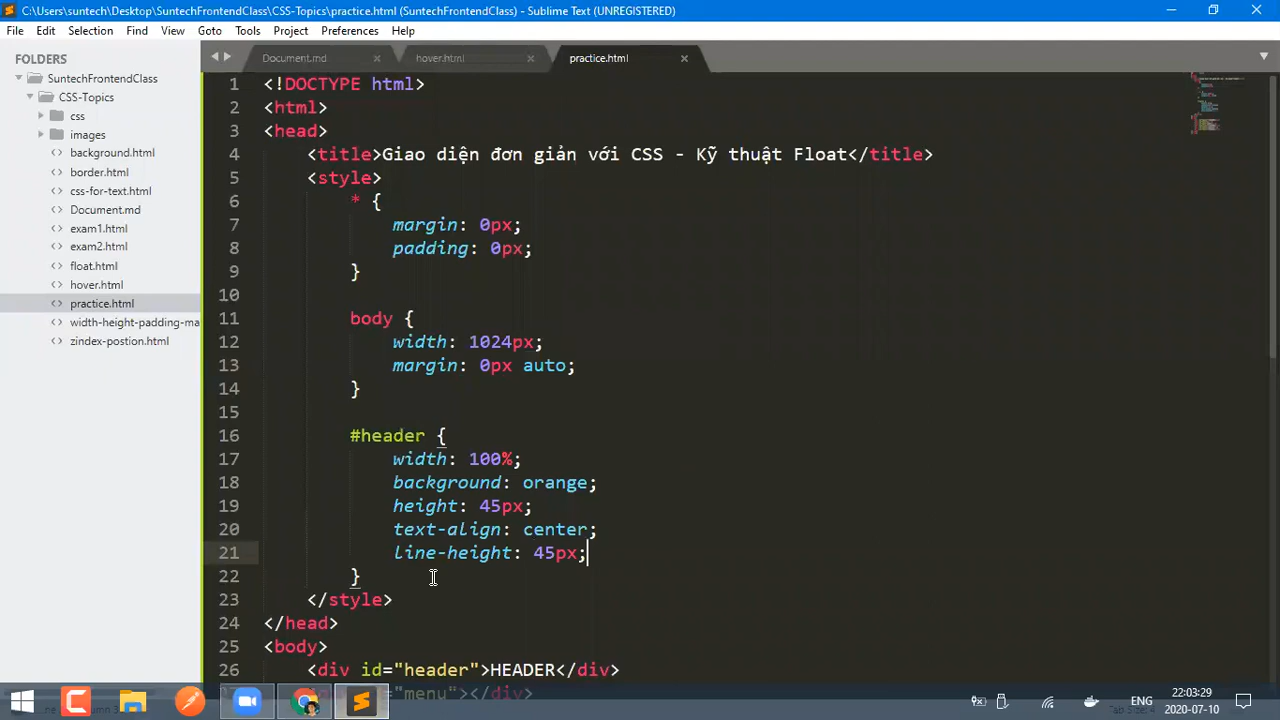 C:\Users\suntech\Desktop\SuntechFrontendClass\CSS-Topics\practice.html (SuntechFrontendClass) - Sublime Text (UNREGISTERED)
File Edit Selection Find View Goto Tools Project Preferences Help
FOLDERS
SuntechFrontendClass
CSS-Topics
css
images
background.html
border.html
css-for-text.html
Document.md
exam1.html
exam2.html
float.html
hover.html
practice.html
width-height-padding-ma
zindex-postion.html
Document.md hover.html practice.html
1 <!DOCTYPE html>
2 <html>
3 <head>
4 <title>Giao diện đơn giản với CSS - Kỹ thuật Float</title>
5 <style>
6 * {
7 margin: 0px;
8 padding: 0px;
9 }
10
11 body {
12 width: 1024px;
13 margin: 0px auto;
14 }
15
16 #header {
17 width: 100%;
18 background: orange;
19 height: 45px;
20 text-align: center;
21 line-height: 45px;
22 }
23 </style>
24 </head>
25 <body>
26 <div id="header">HEADER</div>
"menu"></div>
ENG
22:03:29
2020-07-10